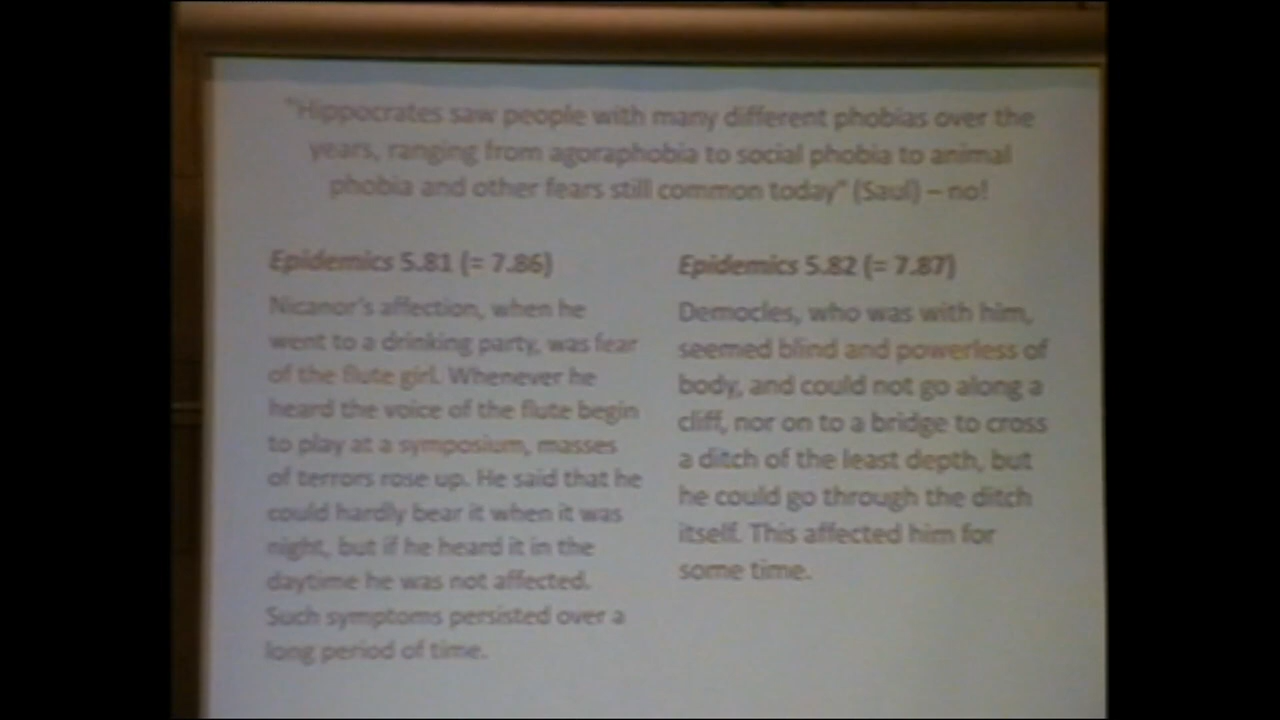 "Hippocrates saw people with many different phobias over the
years, ranging from agoraphobia to social phobia to animal
phobia and other fears still common today" (Saul) – no!
Epidemics 5.81 (= 7.86)
Nicanor's affection, when he
went to a drinking party, was fear
of the flute girl. Whenever he
heard the voice of the flute begin
to play at a symposium, masses
of terrors rose up. He said that he
could hardly bear it when it was
night, but if he heard it in the
daytime he was not affected.
Such symptoms persisted over a
long period of time.
Epidemics 5.82 (= 7.87)
Democles, who was with him,
seemed blind and powerless of
body, and could not go along a
cliff, nor on to a bridge to cross
a ditch of the least depth, but
he could go through the ditch
itself. This affected him for
some time.